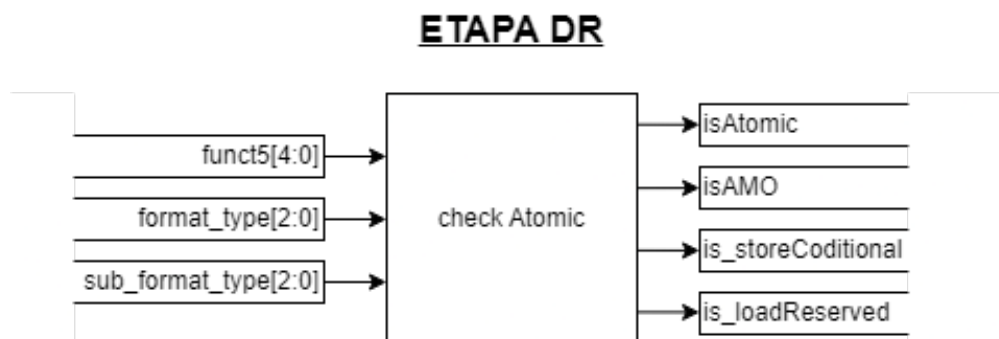 ETAPA DR
funct5[4:0]
format_type[2:0]
sub_format_type[2:0]
check Atomic
isAtomic
isAMO
is_storeCoditional
is_loadReserved